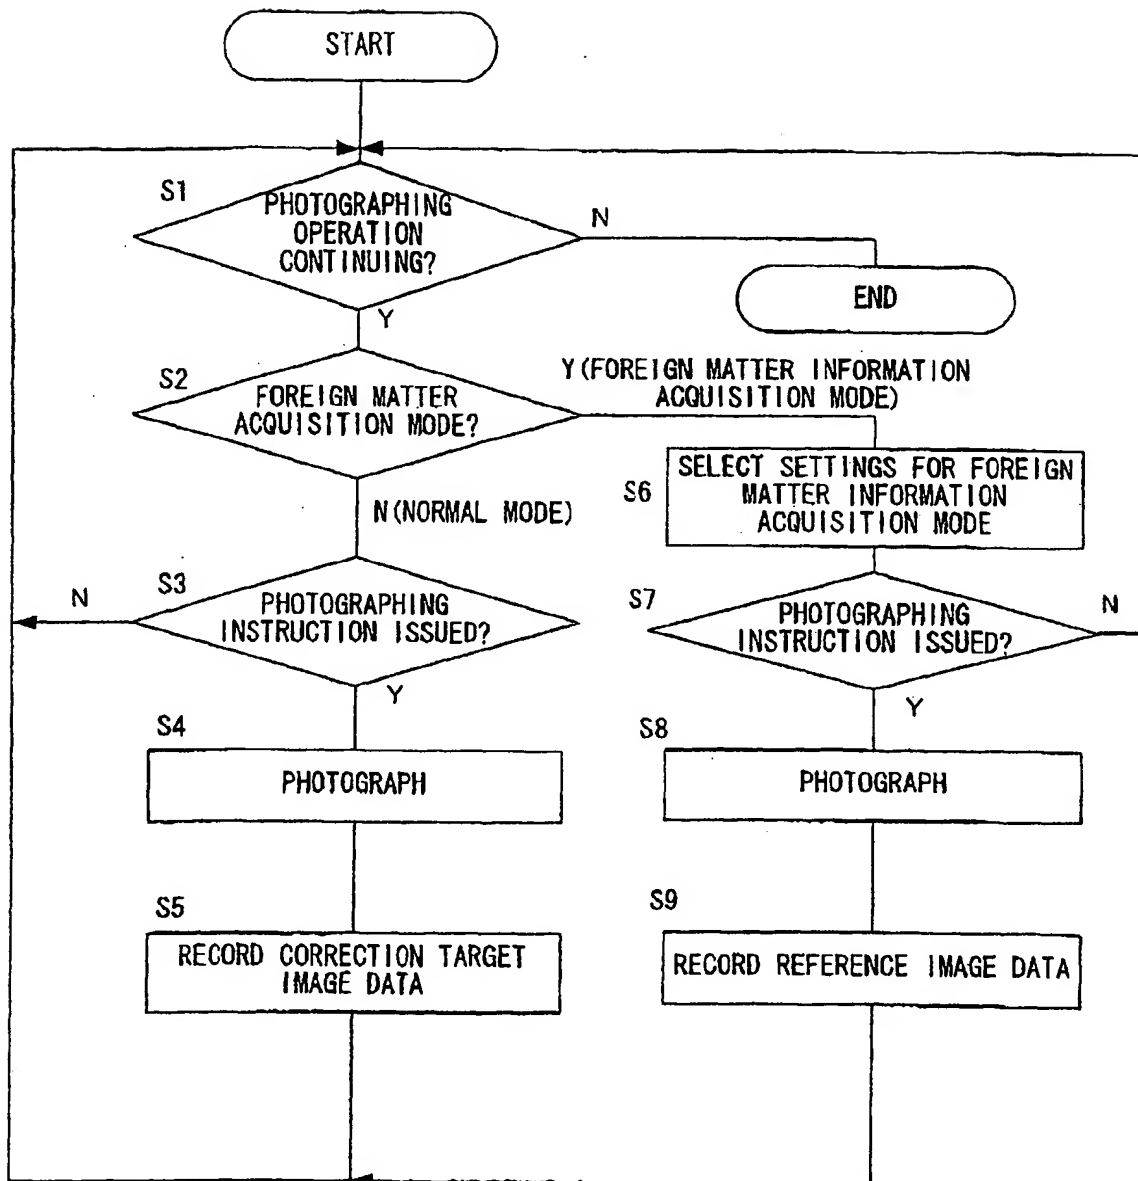 START
S1
PHOTOGRAPHING
OPERATION
CONTINUING?
N
END
Y
S2
FOREIGN MATTER
ACQUISITION MODE?
Y(FOREIGN MATTER INFORMATION
ACQUISITION MODE)
N(NORMAL MODE)
S6
SELECT SETTINGS FOR FOREIGN
MATTER INFORMATION
ACQUISITION MODE
S3
PHOTOGRAPHING
INSTRUCTION ISSUED?
N
Y
S7
PHOTOGRAPHING
INSTRUCTION ISSUED?
N
Y
S4
PHOTOGRAPH
S8
PHOTOGRAPH
S5
RECORD CORRECTION TARGET
IMAGE DATA
S9
RECORD REFERENCE IMAGE DATA